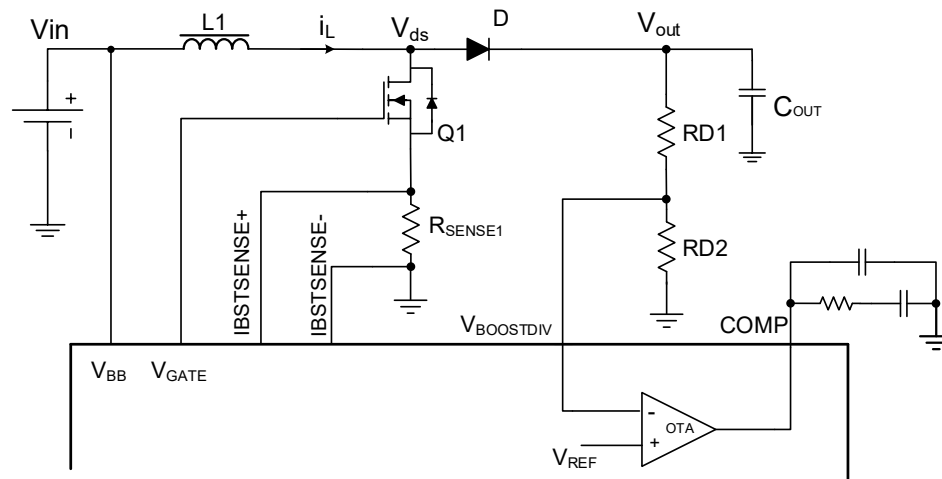 Vin
L1
iL
Vds
D
Vout
+
-
COUT
RD1
Q1
IBSTSENSE+
IBSTSENSE-
RSENSE1
RD2
VBOOSTDIV
COMP
VBB
VGATE
-
OTA
+
VREF